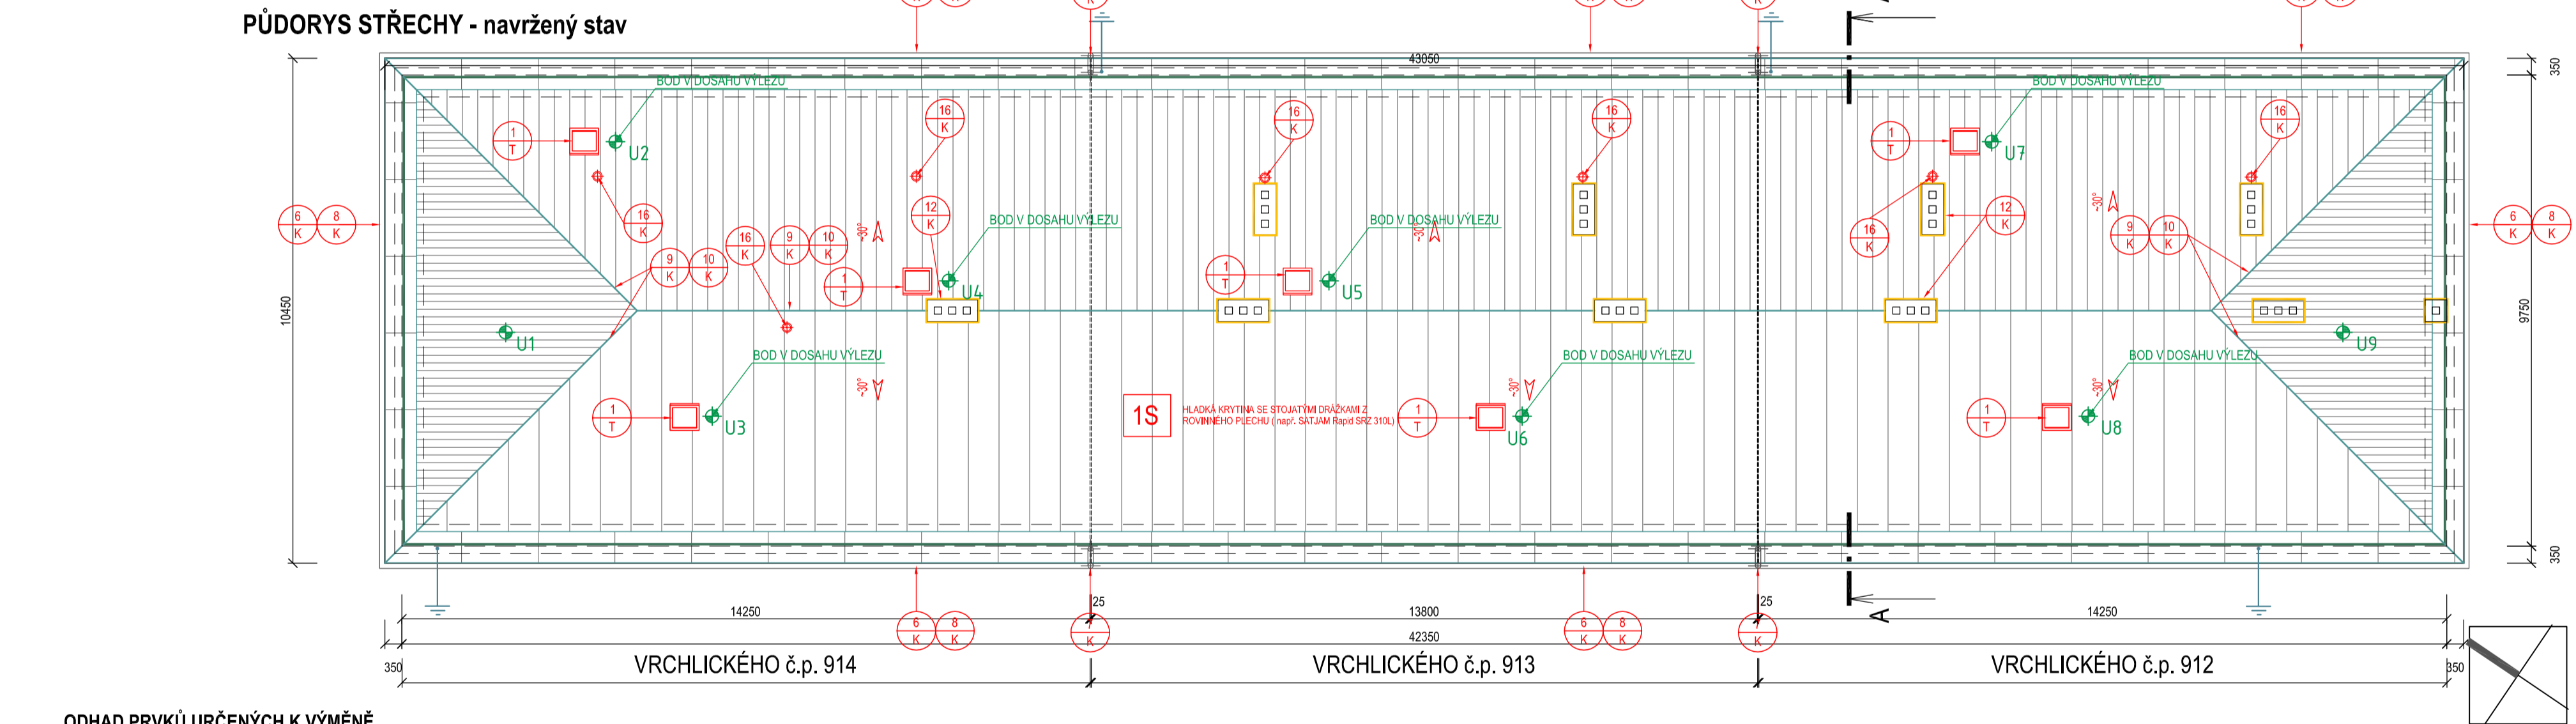 PŮDORYS STŘECHY - navržený stav
K
K
A
43050
350
BOD V DOSAHU VÝLEZU
BOD V DOSAHU VÝLEZU
1
T
U2
16
K
16
K
16
K
1
T
U7
16
K
6
K
8
K
16
K
12
K
BOD V DOSAHU VÝLEZU
BOD V DOSAHU VÝLEZU
~30°
~30°
~30°
16
K
12
K
9
K
10
K
6
K
8
K
9
K
10
K
16
K
9
K
10
K
1
T
U4
1
T
U5
10450
9750
U1
U9
BOD V DOSAHU VÝLEZU
BOD V DOSAHU VÝLEZU
BOD V DOSAHU VÝLEZU
~30°
~30°
~30°
1
T
U3
1S
HLADKÁ KRYTINA SE STOJATÝMI DRÁŽKAMI Z
ROVINNÉHO PLECHU ( např. SATJAM Rapid SRZ 310L)
1
T
U6
1
T
U8
350
14250
25
13800
25
14250
A
6
K
8
K
K
6
K
8
K
K
42350
350
VRCHLICKÉHO č.p. 914
VRCHLICKÉHO č.p. 913
VRCHLICKÉHO č.p. 912
350
ODHAD PRVKŮ URČENÝCH K VÝMĚNĚ